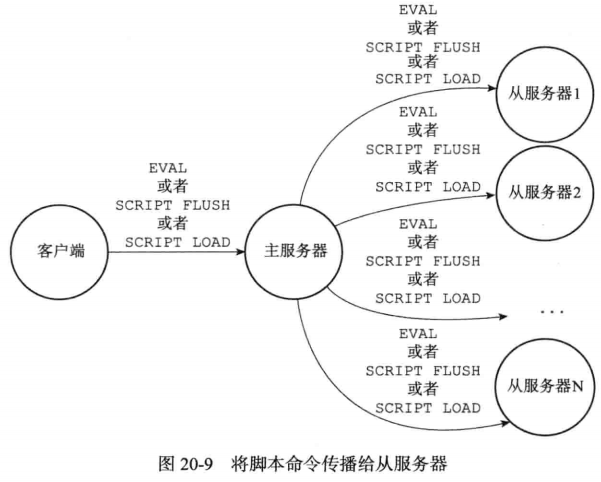 EVAL
或者
SCRIPT FLUSH
或者
SCRIPT LOAD
从服务器1
EVAL
或者
SCRIPT FLUSH
或者
SCRIPT LOAD
从服务器2
EVAL
或者
SCRIPT FLUSH
或者
SCRIPT LOAD
客户端
主服务器
EVAL
或者
SCRIPT FLUSH
或者
SCRIPT LOAD
...
EVAL
或者
SCRIPT FLUSH
或者
SCRIPT LOAD
从服务器N
图 20-9 将脚本命令传播给从服务器